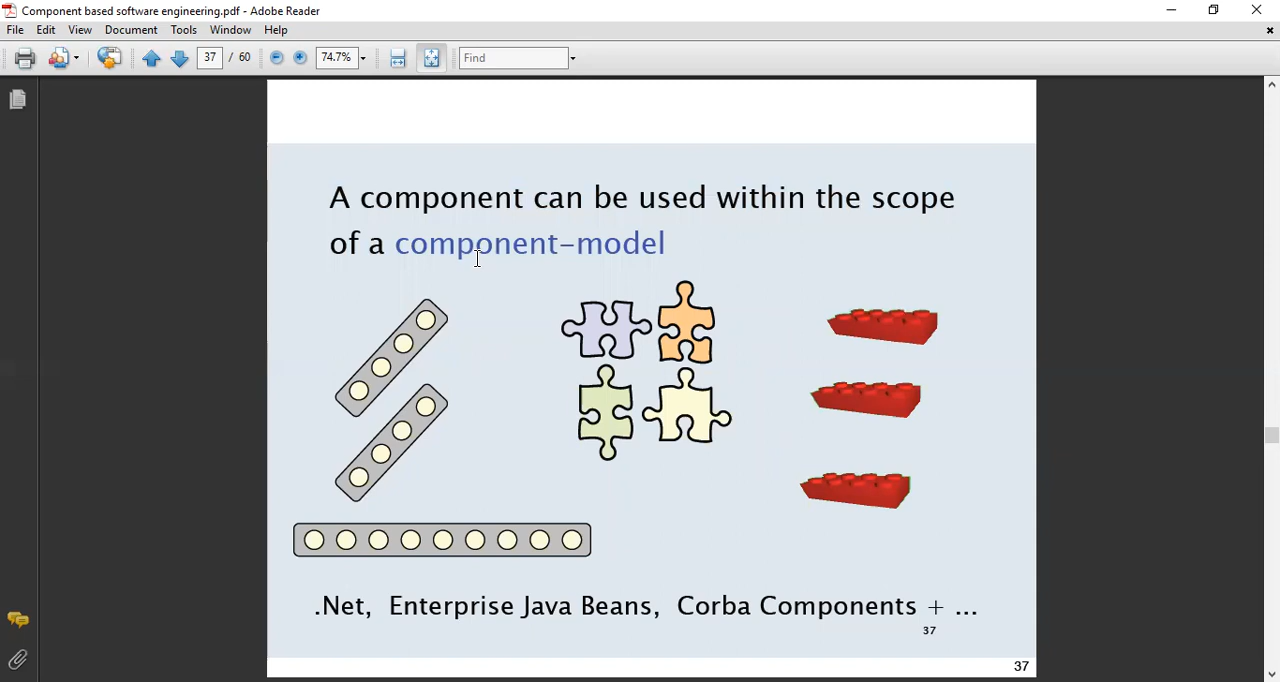 Component based software engineering.pdf - Adobe Reader
File Edit View Document Tools Window Help
37 / 60 74.7% Find
A component can be used within the scope
of a component-model
.Net, Enterprise Java Beans, Corba Components + ...
37
37